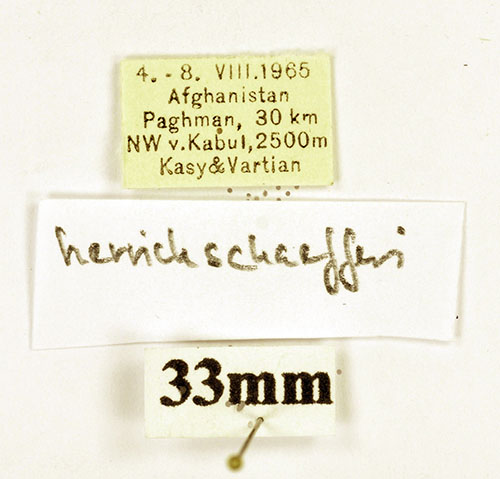 4. - 8. VIII.1965
Afghanistan
Paghman, 30 km
NW v.Kabul,2500m
Kasy&Vartian
herrichschaefferi
33mm